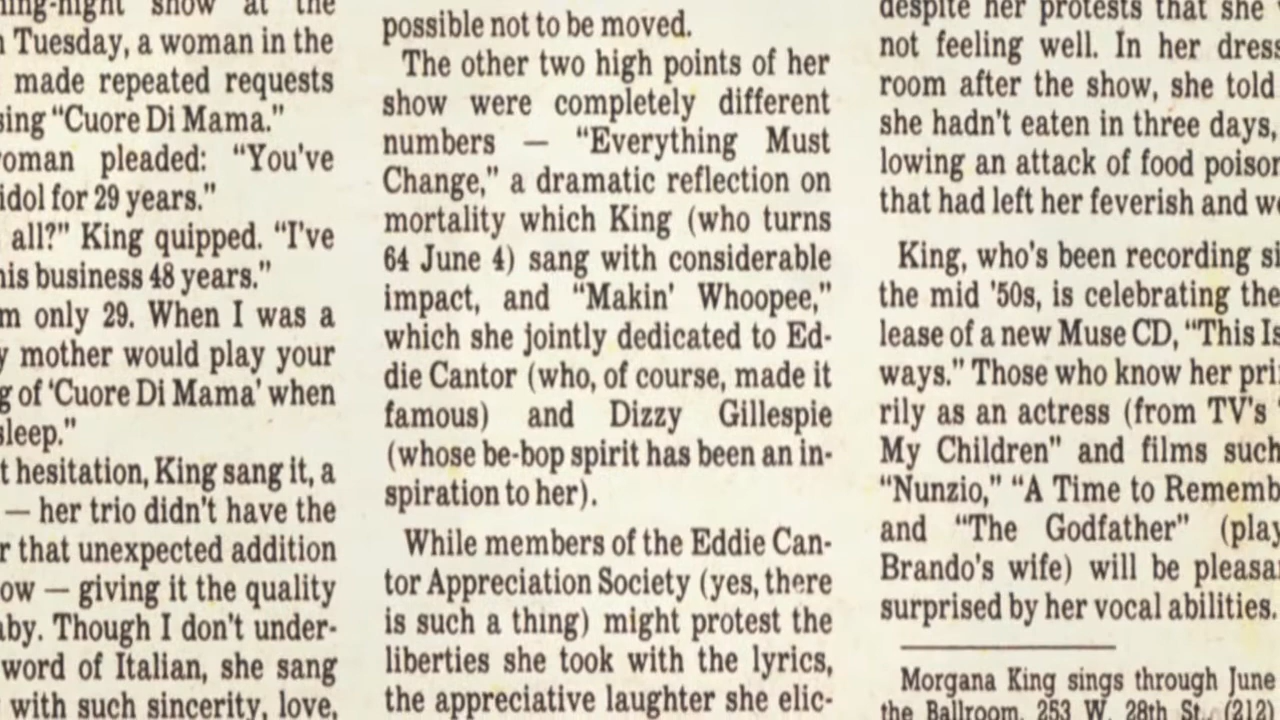 show at the
Tuesday, a woman in the
made repeated requests
sing “Cuore Di Mama.”
pleaded: “You've
idol for 29 years.”
all?” King quipped. “I've
business 48 years.”
only 29. When I was a
mother would play your
of ‘Cuore Di Mama’ when
sleep.”
hesitation, King sang it, a
— her trio didn't have the
that unexpected addition
— giving it the quality
Though I don't under-
word of Italian, she sang
with such sincerity, love,
possible not to be moved.
The other two high points of her
show were completely different
numbers — “Everything Must
Change,” a dramatic reflection on
mortality which King (who turns
64 June 4) sang with considerable
impact, and “Makin’ Whoopee,”
which she jointly dedicated to Ed-
die Cantor (who, of course, made it
famous) and Dizzy Gillespie
(whose be-bop spirit has been an in-
spiration to her).
While members of the Eddie Can-
tor Appreciation Society (yes, there
is such a thing) might protest the
liberties she took with the lyrics,
the appreciative laughter she elic-
despite her protests that she
not feeling well. In her dress
room after the show, she told
she hadn't eaten in three days,
lowing an attack of food poison
that had left her feverish and we
King, who's been recording si
the mid '50s, is celebrating the
lease of a new Muse CD, “This Is
ways.” Those who know her pri
rily as an actress (from TV's
My Children” and films such
“Nunzio,” “A Time to Rememb
and “The Godfather” (play
Brando's wife) will be pleasa
surprised by her vocal abilities.
Morgana King sings through June
the Ballroom, 253 W. 28th St. (212)